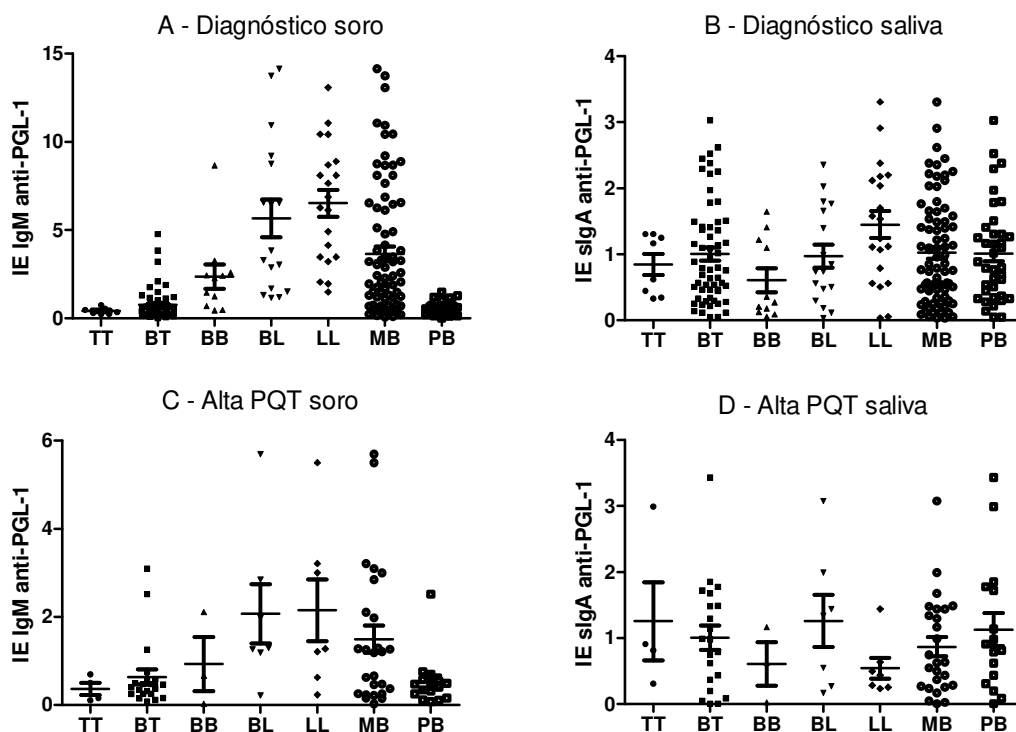 A - Diagnóstico soro
IE IgM anti-PGL-1
15
10
5
0
TT BT BB BL LL MB PB
B - Diagnóstico saliva
IE sIgA anti-PGL-1
4
3
2
1
0
TT BT BB BL LL MB PB
C - Alta PQT soro
IE IgM anti-PGL-1
6
4
2
0
TT BT BB BL LL MB PB
D - Alta PQT saliva
IE sIgA anti-PGL-1
4
3
2
1
0
TT BT BB BL LL MB PB